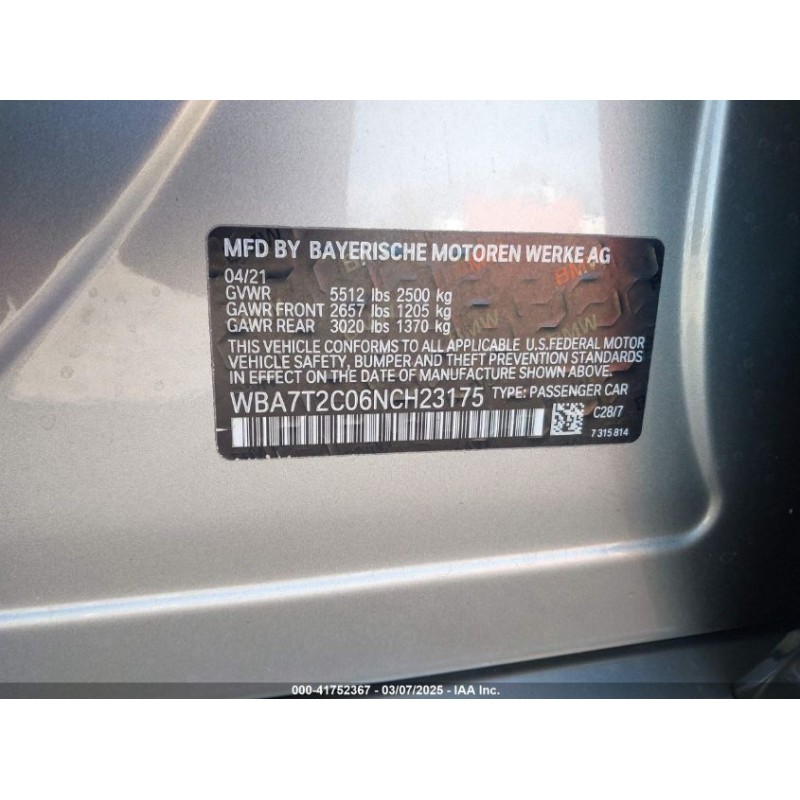 MFD BY BAYERISCHE MOTOREN WERKE AG
04/21
GVWR 5512 lbs 2500 kg
GAWR FRONT 2657 lbs 1205 kg
GAWR REAR 3020 lbs 1370 kg
THIS VEHICLE CONFORMS TO ALL APPLICABLE U.S.FEDERAL MOTOR
VEHICLE SAFETY, BUMPER AND THEFT PREVENTION STANDARDS
IN EFFECT ON THE DATE OF MANUFACTURE SHOWN ABOVE.
WBA7T2C06NCH23175 TYPE: PASSENGER CAR
C28/7
7 315 814
000-41752367 - 03/07/2025 - IAA Inc.